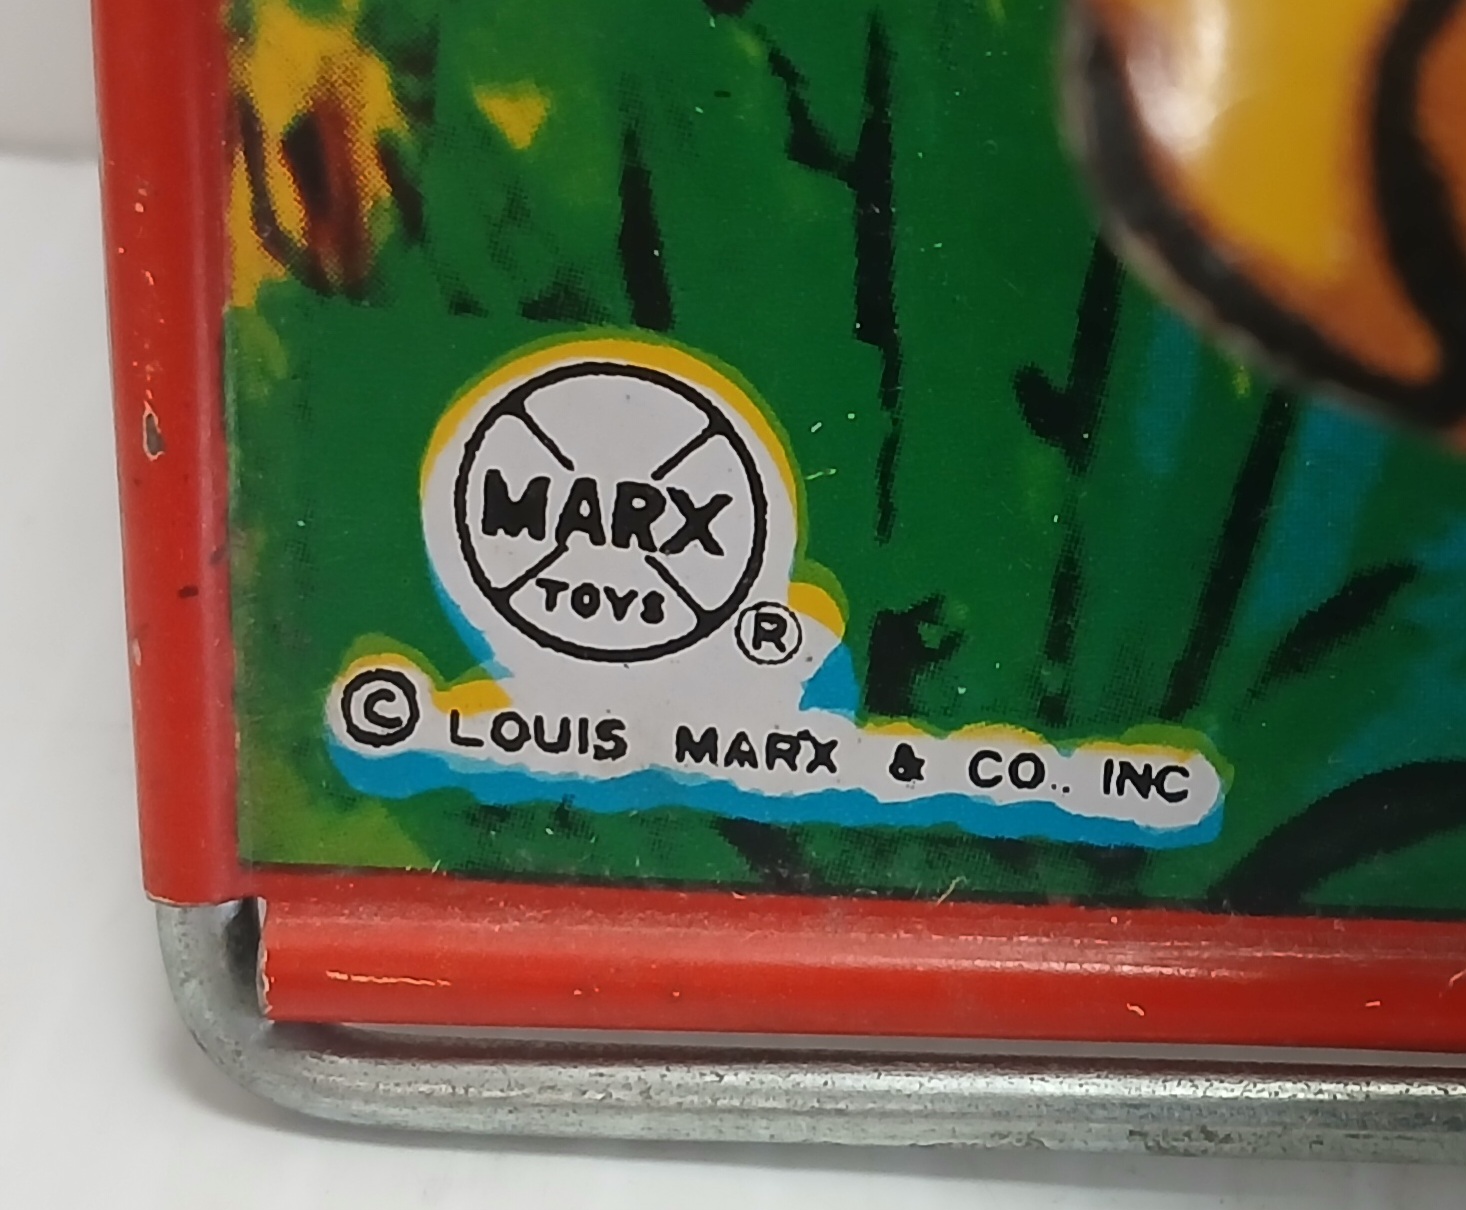 MARX
TOYS
®
© LOUIS MARX & CO., INC